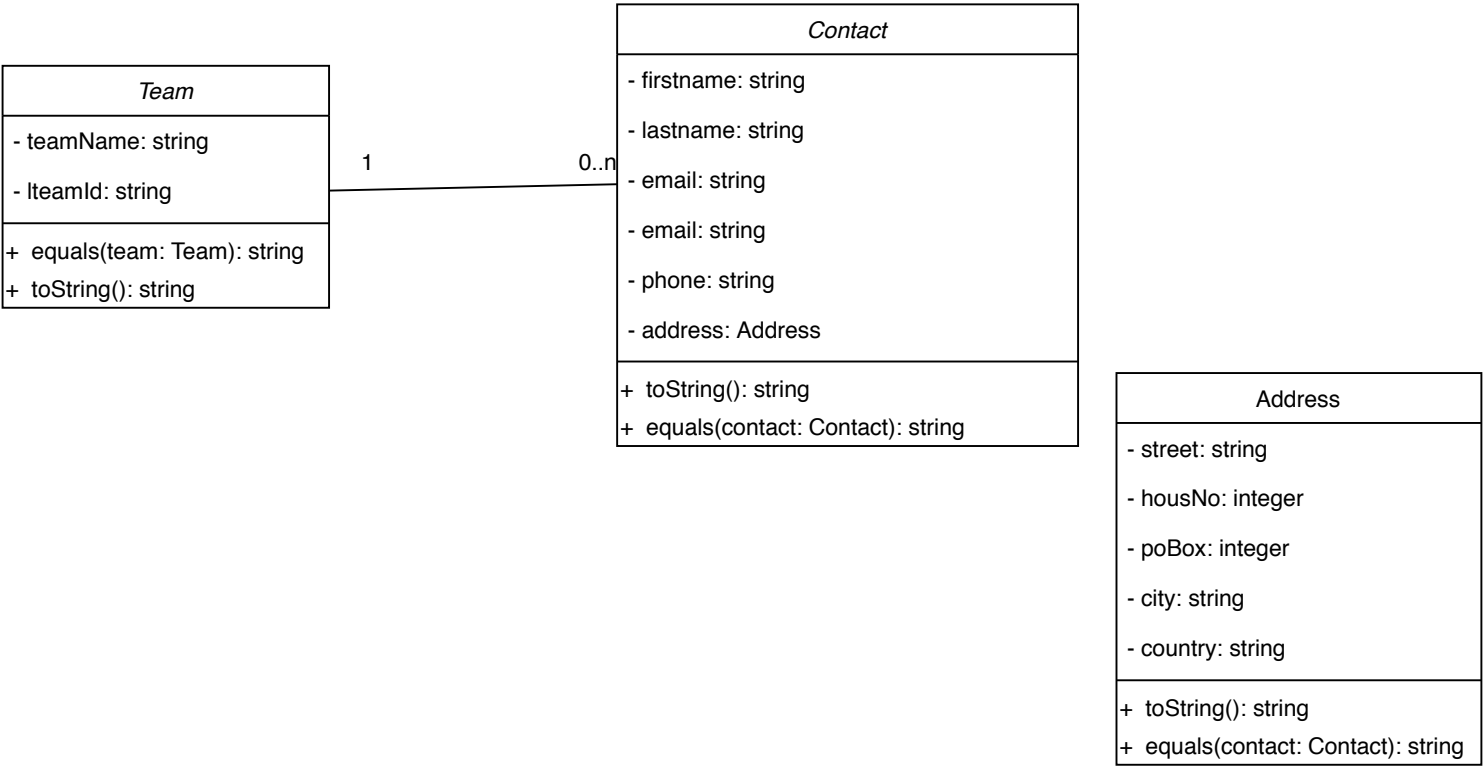 Team
- teamName: string
- lteamId: string
+ equals(team: Team): string
+ toString(): string
1
0..n
Contact
- firstname: string
- lastname: string
- email: string
- email: string
- phone: string
- address: Address
+ toString(): string
+ equals(contact: Contact): string
Address
- street: string
- housNo: integer
- poBox: integer
- city: string
- country: string
+ toString(): string
+ equals(contact: Contact): string